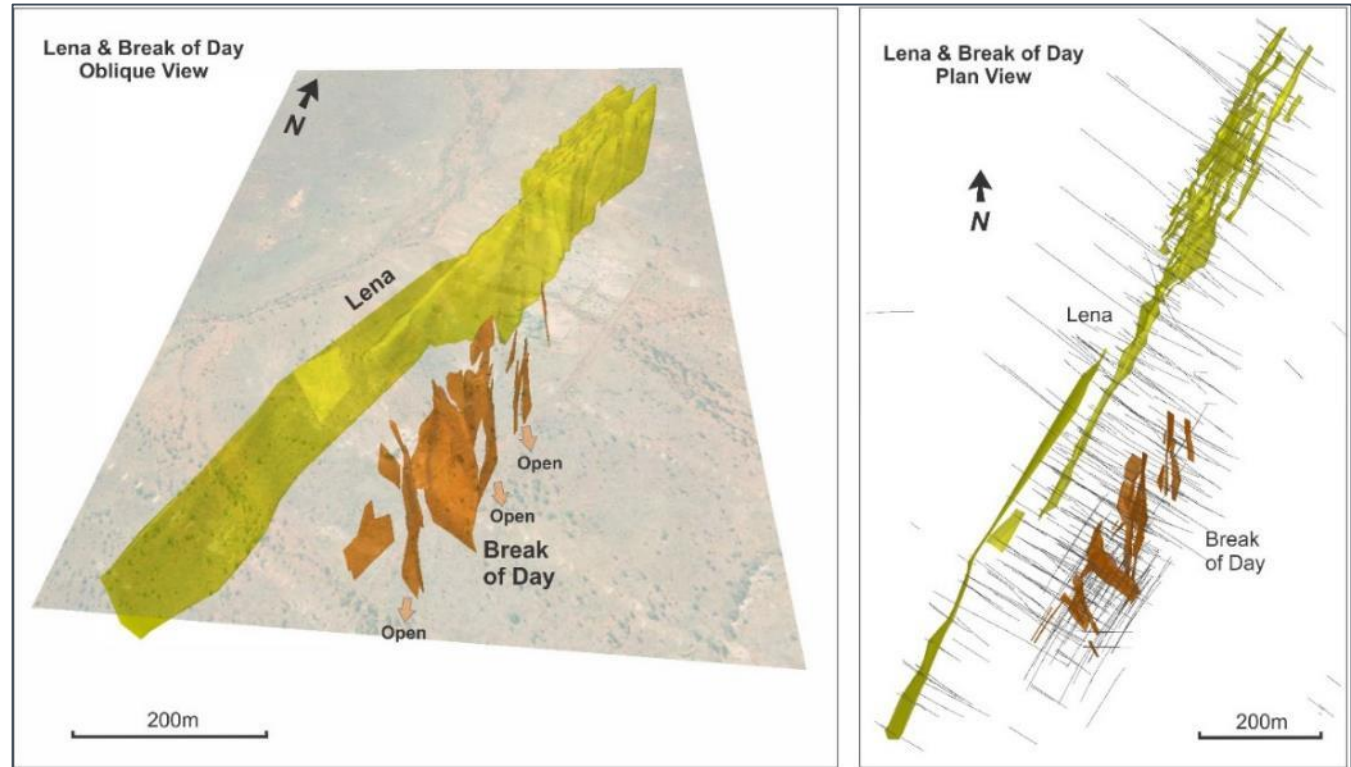 Lena & Break of Day
Oblique View
N
Lena
Open
Open
Break
of Day
Open
200m
Lena & Break of Day
Plan View
N
Lena
Break
of Day
200m